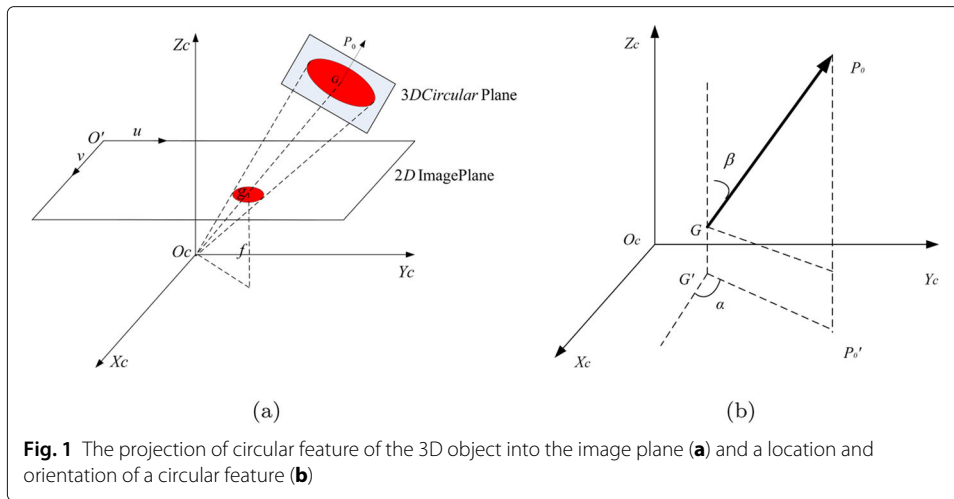 Zc
P₀
G
3DCircular Plane
O'
u
v
2D ImagePlane
g
Oc
f
Yc
Xc
(a)
Zc
P₀
β
G
Oc
G'
Yc
α
P₀'
Xc
(b)
Fig. 1 The projection of circular feature of the 3D object into the image plane (a) and a location and
orientation of a circular feature (b)